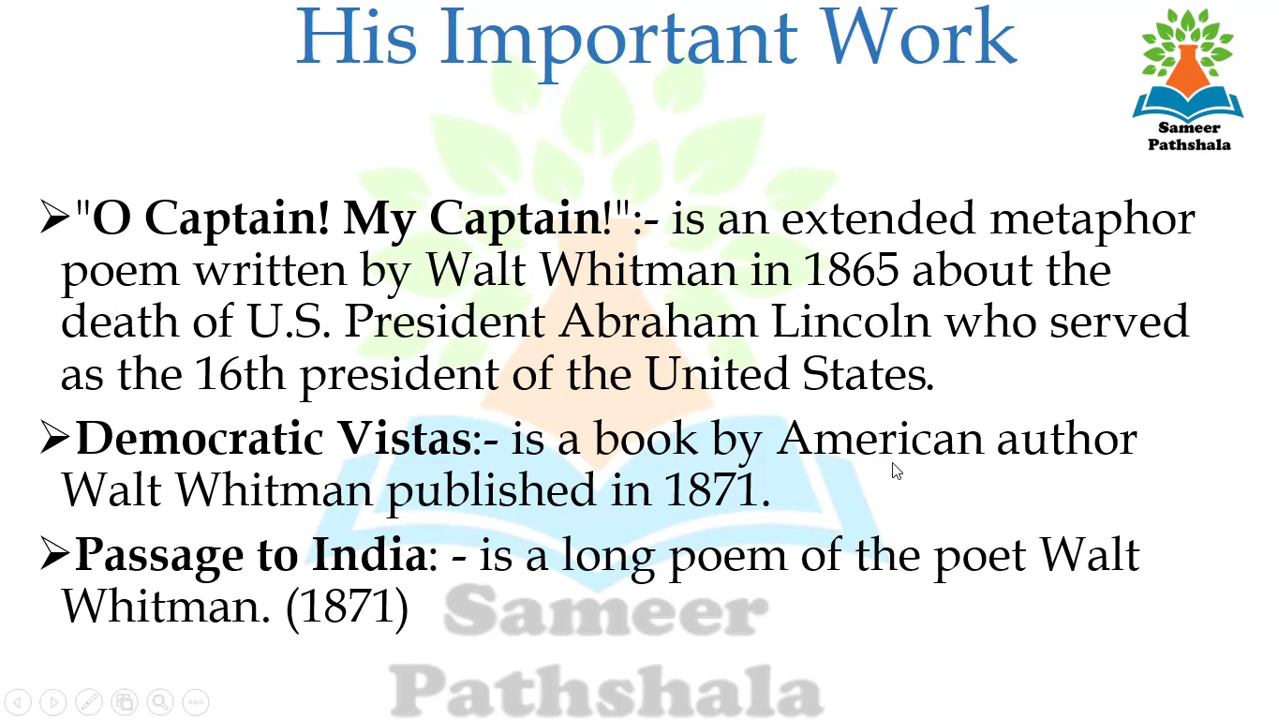 His Important Work
Sameer
Pathshala
➢"O Captain! My Captain!":- is an extended metaphor
poem written by Walt Whitman in 1865 about the
death of U.S. President Abraham Lincoln who served
as the 16th president of the United States.
➢Democratic Vistas:- is a book by American author
Walt Whitman published in 1871.
➢Passage to India: - is a long poem of the poet Walt
Whitman. (1871)
Sameer
Pathshala